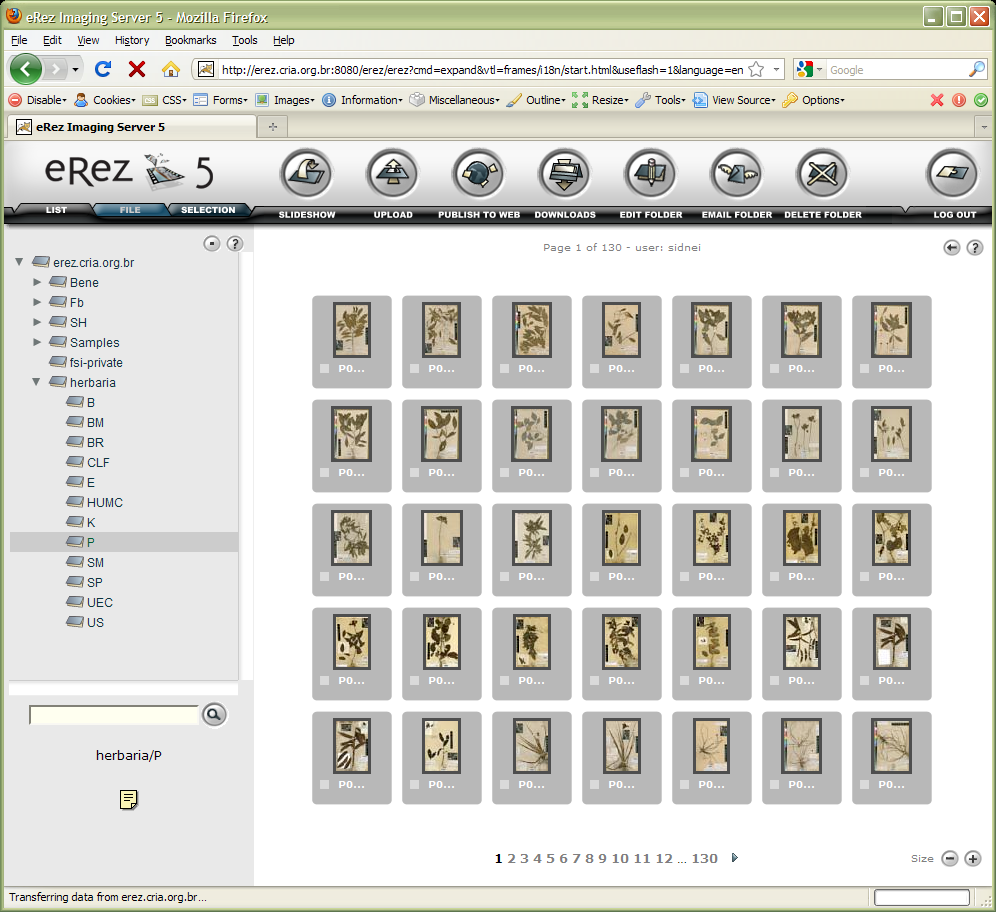 eRez Imaging Server 5 - Mozilla Firefox
File Edit View History Bookmarks Tools Help
http://erez.cria.org.br:8080/erez/erez?cmd=expand&vtl=frames/i18n/start.html&useflash=1&language=en
Google
Disable Cookies CSS Forms Images Information Miscellaneous Outline Resize Tools View Source Options
eRez Imaging Server 5
eRez 5
LIST FILE SELECTION SLIDESHOW UPLOAD PUBLISH TO WEB DOWNLOADS EDIT FOLDER EMAIL FOLDER DELETE FOLDER LOG OUT
Page 1 of 130 - user: sidnei
erez.cria.org.br
Bene
Fb
SH
Samples
fsi-private
herbaria
B
BM
BR
CLF
E
HUMC
K
P
SM
SP
UEC
US
herbaria/P
P0... P0... P0... P0... P0... P0... P0...
P0... P0... P0... P0... P0... P0... P0...
P0... P0... P0... P0... P0... P0... P0...
P0... P0... P0... P0... P0... P0... P0...
P0... P0... P0... P0... P0... P0... P0...
1 2 3 4 5 6 7 8 9 10 11 12 ... 130
Size
Transferring data from erez.cria.org.br...